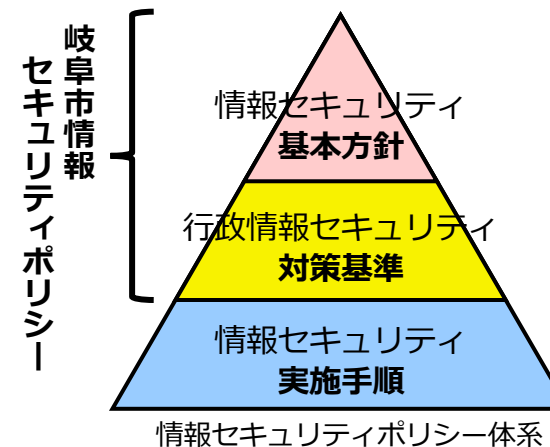 岐阜市情報
セキュリティポリシー
情報セキュリティ
基本方針
行政情報セキュリティ
対策基準
情報セキュリティ
実施手順
情報セキュリティポリシー体系